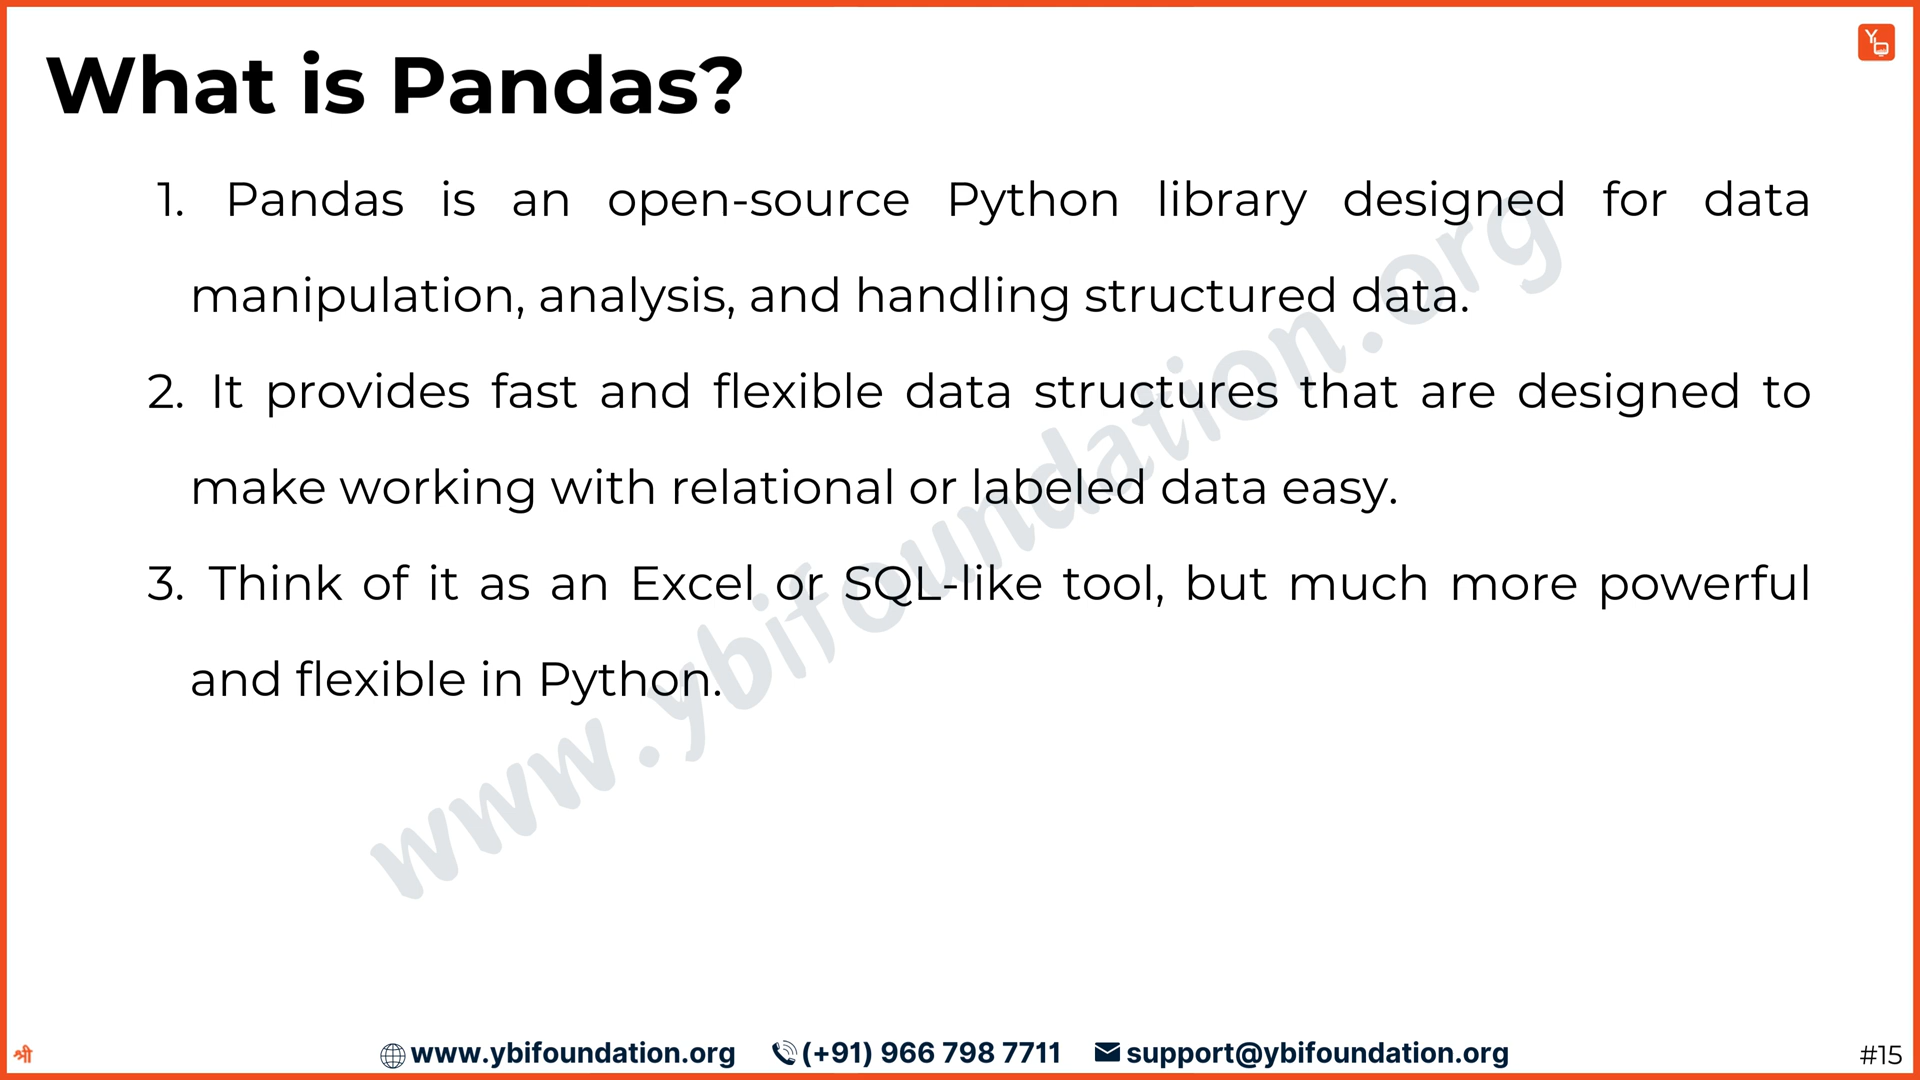 What is Pandas?
1. Pandas is an open-source Python library designed for data
manipulation, analysis, and handling structured data.
2. It provides fast and flexible data structures that are designed to
make working with relational or labeled data easy.
3. Think of it as an Excel or SQL-like tool, but much more powerful
and flexible in Python.
www.ybifoundation.org
श्री
www.ybifoundation.org (+91) 966 798 7711 support@ybifoundation.org
#15